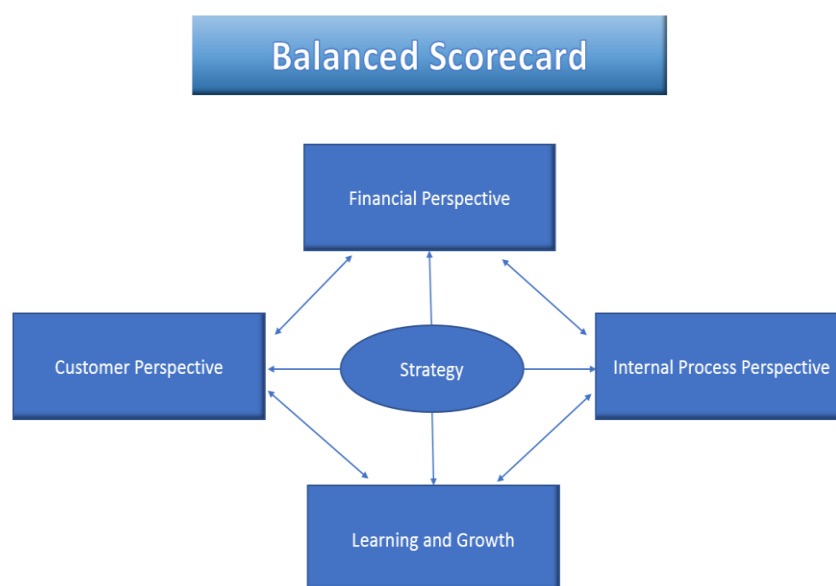 Balanced Scorecard
Financial Perspective
Customer Perspective
Strategy
Internal Process Perspective
Learning and Growth